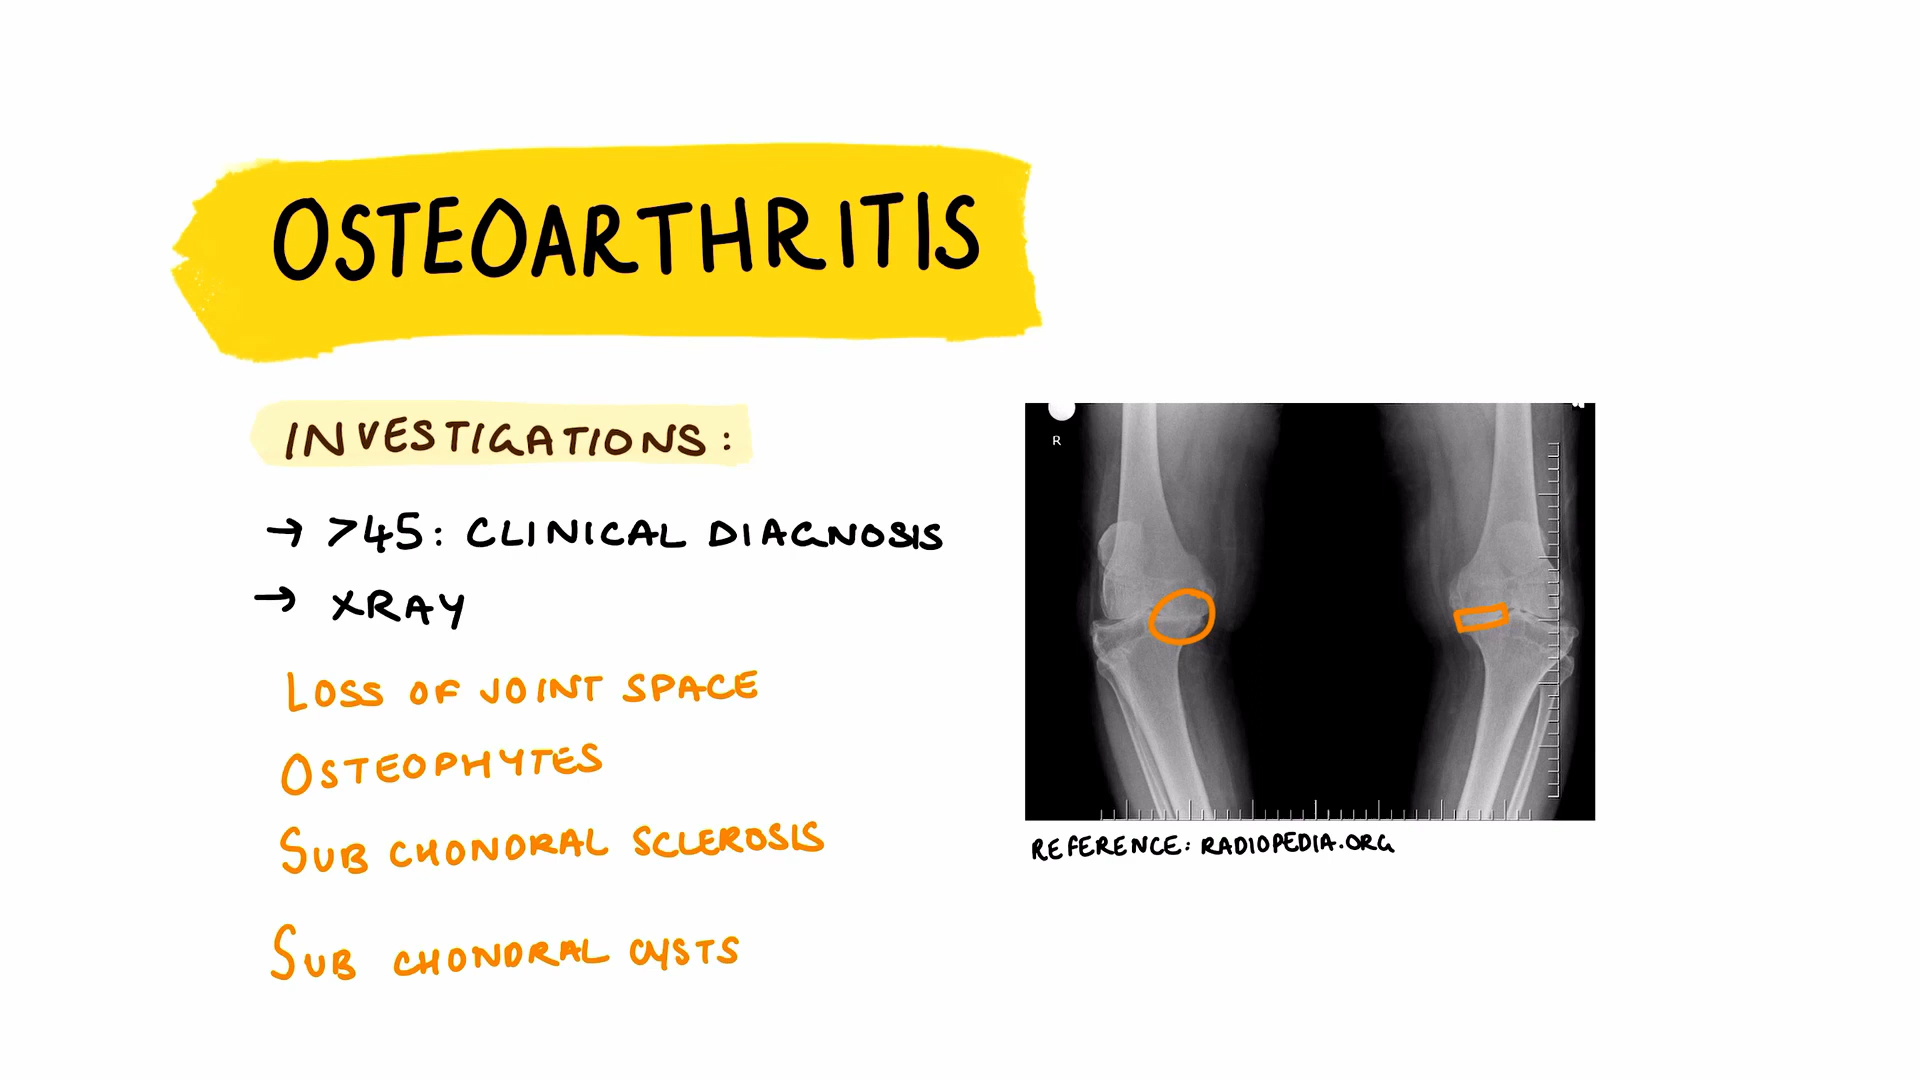 OSTEOARTHRITIS
INVESTIGATIONS:
→ >45: CLINICAL DIAGNOSIS
→ XRAY
LOSS OF JOINT SPACE
OSTEOPHYTES
SUB CHONDRAL SCLEROSIS
SUB CHONDRAL CYSTS
R
REFERENCE: RADIOPEDIA.ORG